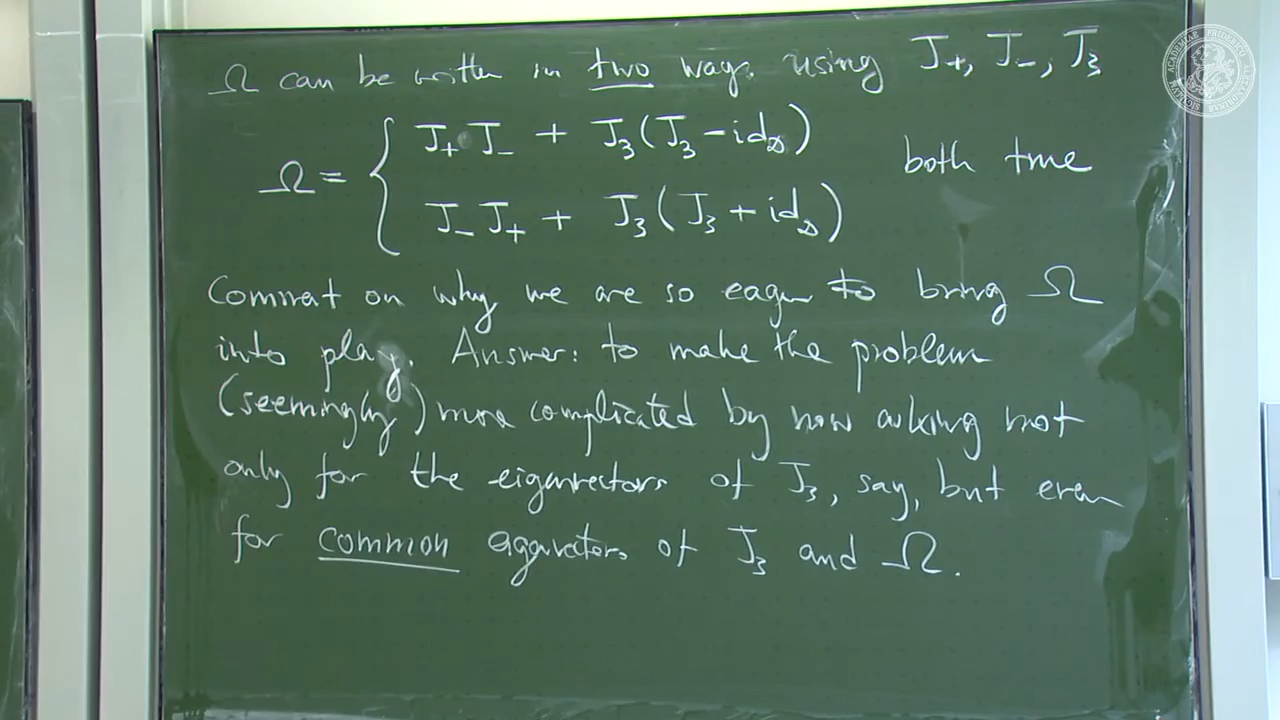 Ω can be written in two ways using J₊, J₋, J₃
Ω = { J₊J₋ + J₃(J₃ − id_𝒟)
J₋J₊ + J₃(J₃ + id_𝒟)
both true
Comment on why we are so eager to bring Ω
into play. Answer: to make the problem
(seemingly) more complicated by now asking not
only for the eigenvectors of J₃, say, but even
for common eigenvectors of J₃ and Ω.